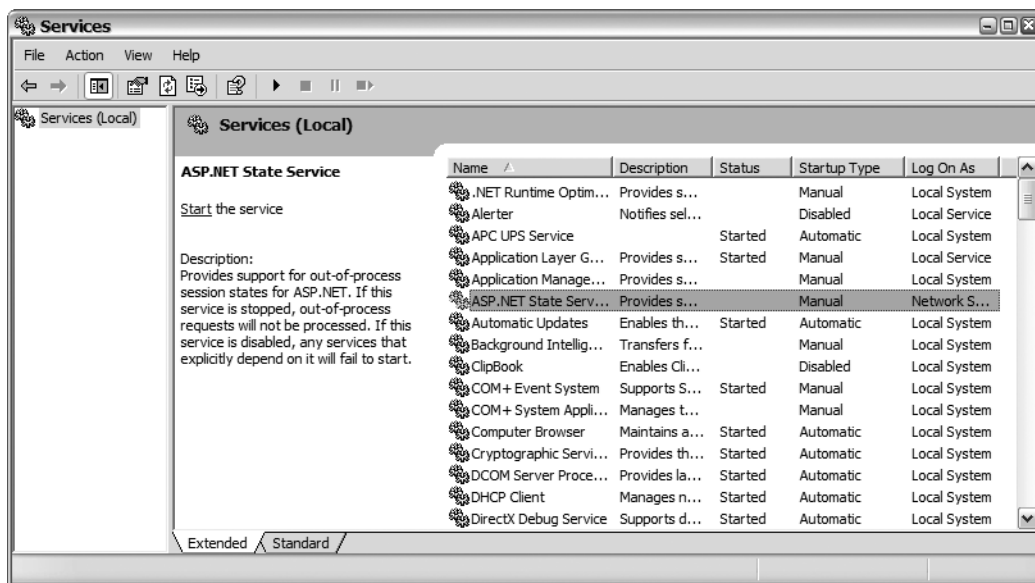 Services
File Action View Help
Services (Local)
Services (Local)
ASP.NET State Service
Start the service
Description:
Provides support for out-of-process
session states for ASP.NET. If this
service is stopped, out-of-process
requests will not be processed. If this
service is disabled, any services that
explicitly depend on it will fail to start.
Name Description Status Startup Type Log On As
.NET Runtime Optim... Provides s... Manual Local System
Alerter Notifies sel... Disabled Local Service
APC UPS Service Started Automatic Local System
Application Layer G... Provides s... Started Manual Local Service
Application Manage... Provides s... Manual Local System
ASP.NET State Serv... Provides s... Manual Network S...
Automatic Updates Enables th... Started Automatic Local System
Background Intellig... Transfers f... Manual Local System
ClipBook Enables Cli... Disabled Local System
COM+ Event System Supports S... Started Manual Local System
COM+ System Appli... Manages t... Manual Local System
Computer Browser Maintains a... Started Automatic Local System
Cryptographic Servi... Provides th... Started Automatic Local System
DCOM Server Proce... Provides la... Started Automatic Local System
DHCP Client Manages n... Started Automatic Local System
DirectX Debug Service Supports d... Started Automatic Local System
Extended Standard